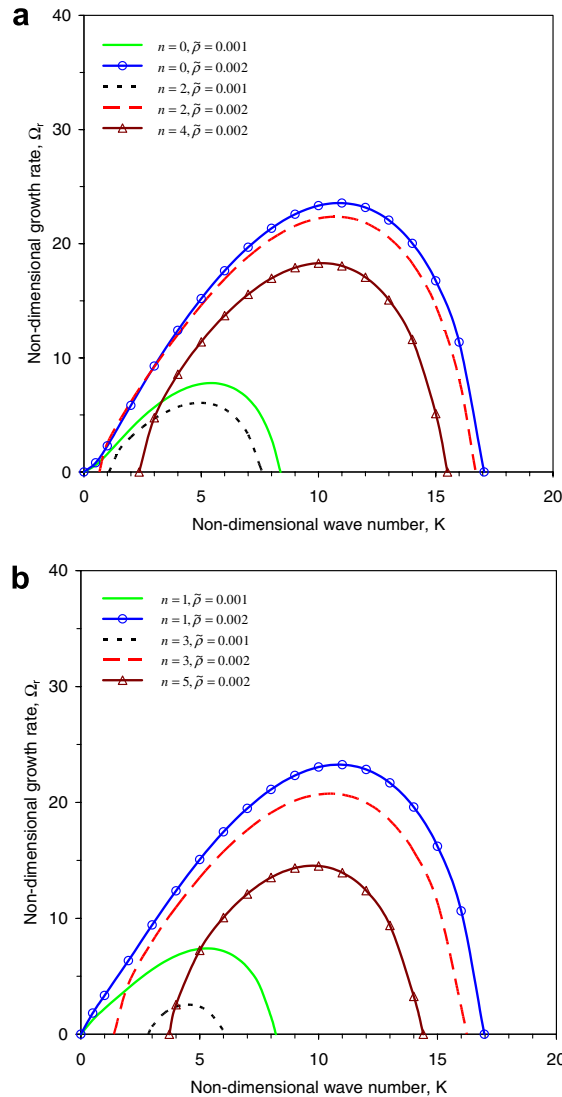 a
40
30
20
10
0
Non-dimensional growth rate, Ωr
n=0, ρ̃=0.001
n=0, ρ̃=0.002
n=2, ρ̃=0.001
n=2, ρ̃=0.002
n=4, ρ̃=0.002
0 5 10 15 20
Non-dimensional wave number, K
b
40
30
20
10
0
Non-dimensional growth rate, Ωr
n=1, ρ̃=0.001
n=1, ρ̃=0.002
n=3, ρ̃=0.001
n=3, ρ̃=0.002
n=5, ρ̃=0.002
0 5 10 15 20
Non-dimensional wave number, K